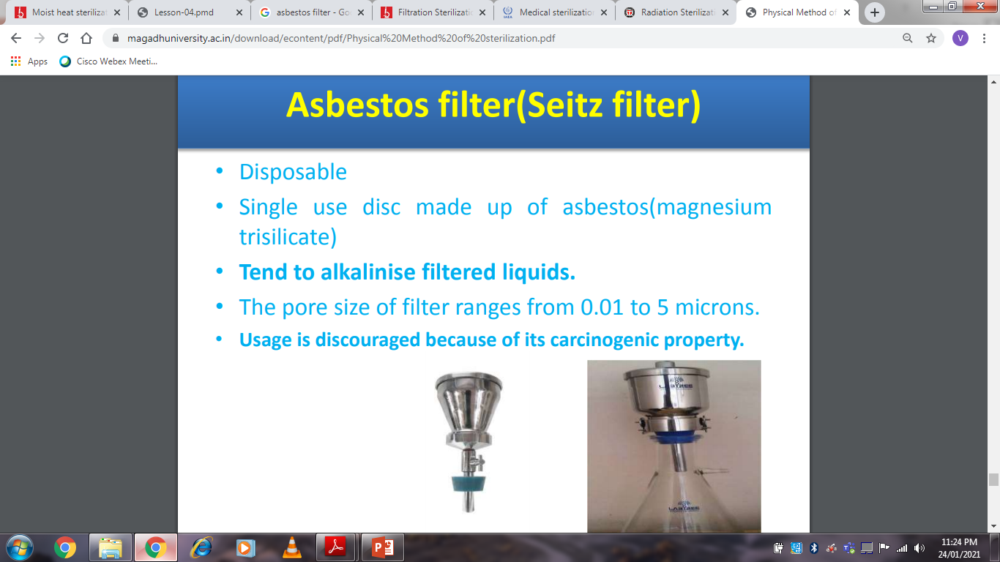 Moist heat sterilizat
Lesson-04.pmd
asbestos filter - Go
Filtration Sterilizati
Medical sterilizatio
Radiation Sterilizati
Physical Method of
magadhuniversity.ac.in/download/econtent/pdf/Physical%20Method%20of%20sterilization.pdf
V
Apps
Cisco Webex Meeti...
Asbestos filter(Seitz filter)
• Disposable
• Single use disc made up of asbestos(magnesium
trisilicate)
• Tend to alkalinise filtered liquids.
• The pore size of filter ranges from 0.01 to 5 microns.
• Usage is discouraged because of its carcinogenic property.
LABTREE
LABTREE
11:24 PM
24/01/2021